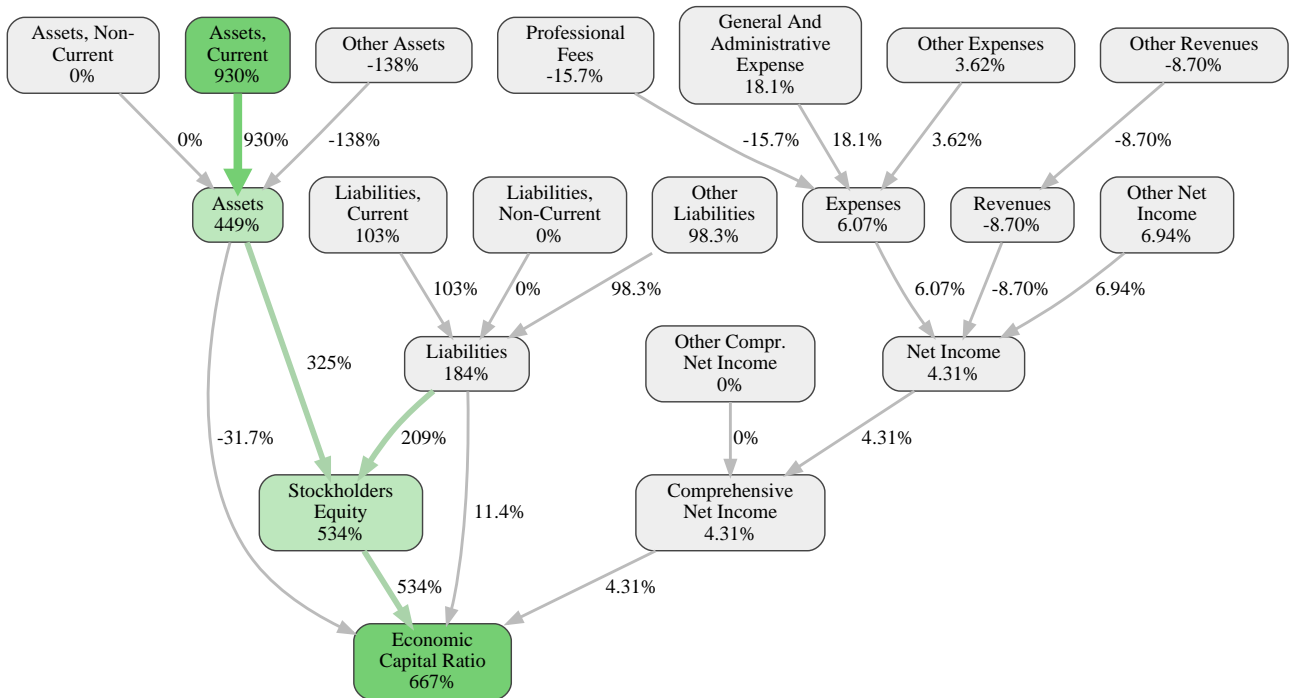 Assets, Non-
Current
0%
Assets,
Current
930%
Other Assets
-138%
Professional
Fees
-15.7%
General And
Administrative
Expense
18.1%
Other Expenses
3.62%
Other Revenues
-8.70%
0%
930%
-138%
-15.7%
18.1%
3.62%
-8.70%
Assets
449%
Liabilities,
Current
103%
Liabilities,
Non-Current
0%
Other
Liabilities
98.3%
Expenses
6.07%
Revenues
-8.70%
Other Net
Income
6.94%
103%
0%
98.3%
6.07%
-8.70%
6.94%
325%
Liabilities
184%
Other Compr.
Net Income
0%
Net Income
4.31%
-31.7%
209%
0%
4.31%
Stockholders
Equity
534%
11.4%
Comprehensive
Net Income
4.31%
534%
4.31%
Economic
Capital Ratio
667%